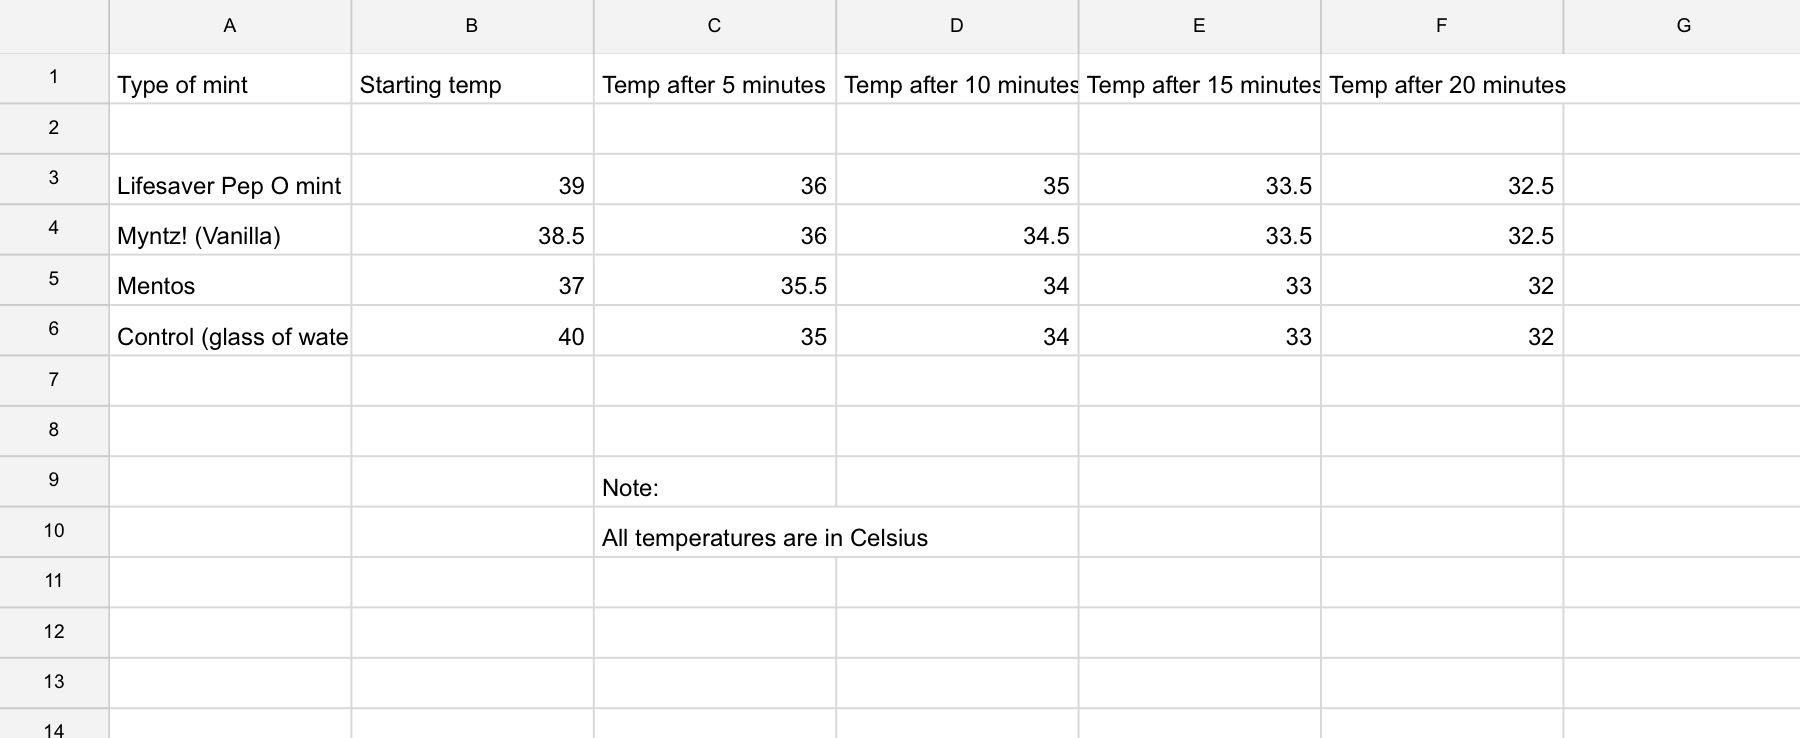 A B C D E F G
1 Type of mint Starting temp Temp after 5 minutes Temp after 10 minutes Temp after 15 minutes Temp after 20 minutes
2
3 Lifesaver Pep O mint 39 36 35 33.5 32.5
4 Myntz! (Vanilla) 38.5 36 34.5 33.5 32.5
5 Mentos 37 35.5 34 33 32
6 Control (glass of wate 40 35 34 33 32
7
8
9 Note:
10 All temperatures are in Celsius
11
12
13
14